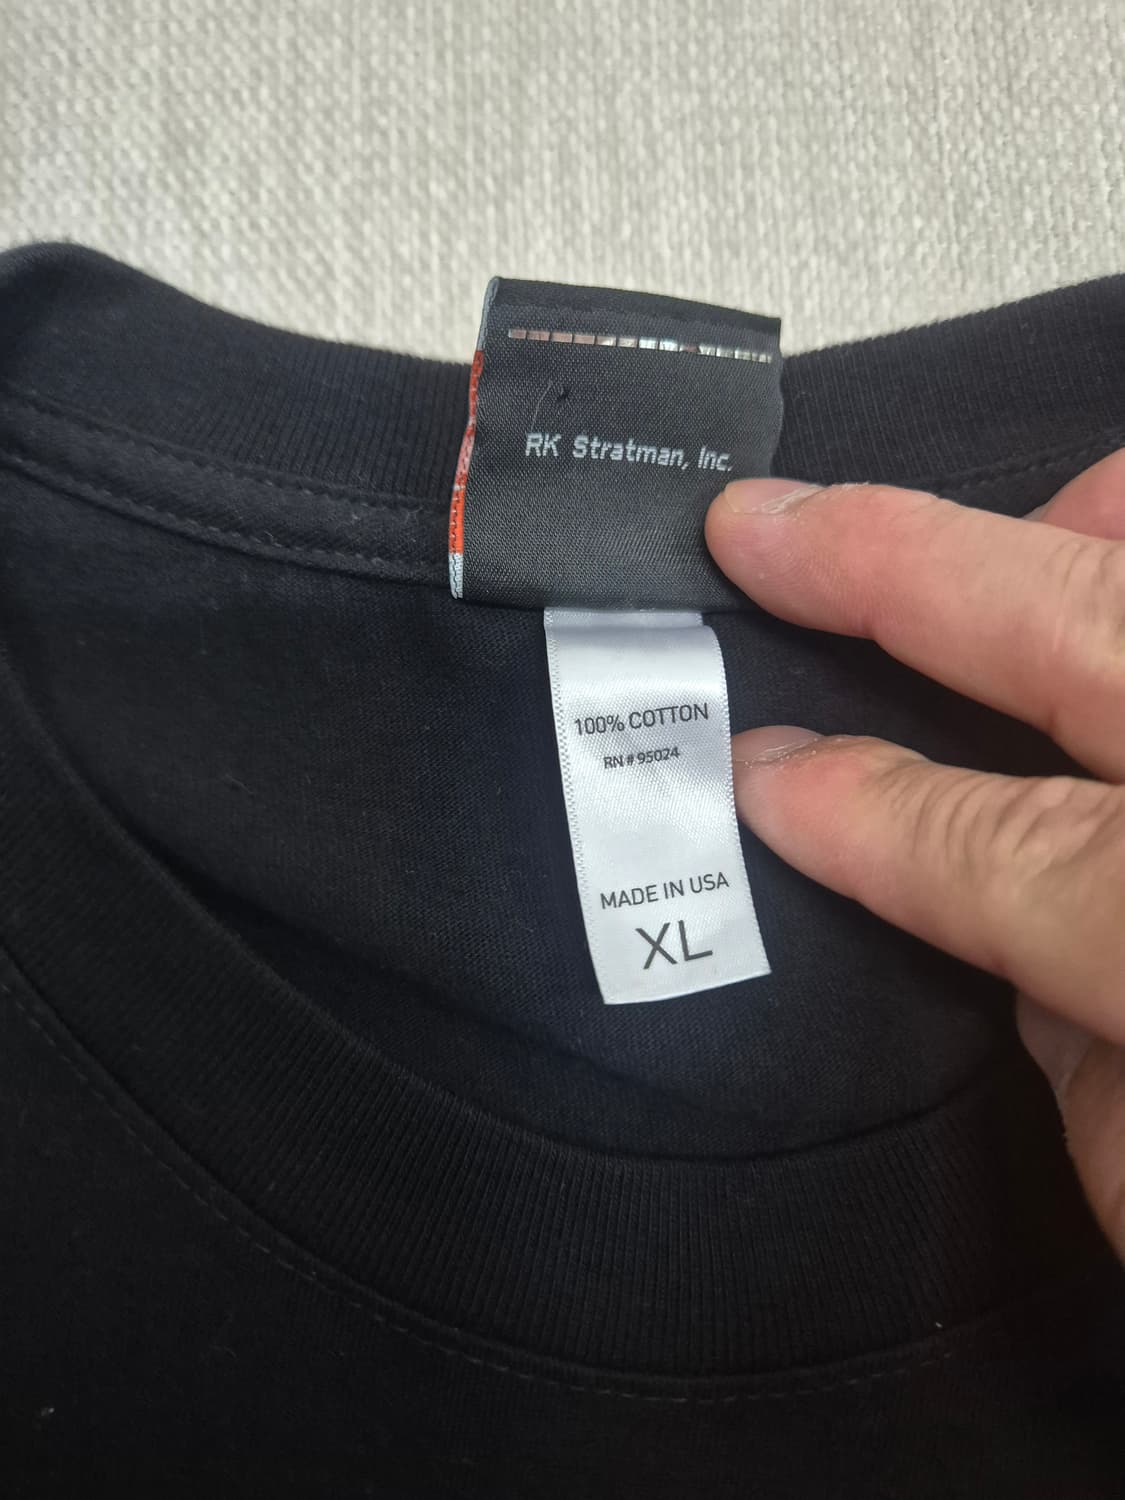 RK Stratman, Inc.
100% COTTON
RN # 95024
MADE IN USA
XL